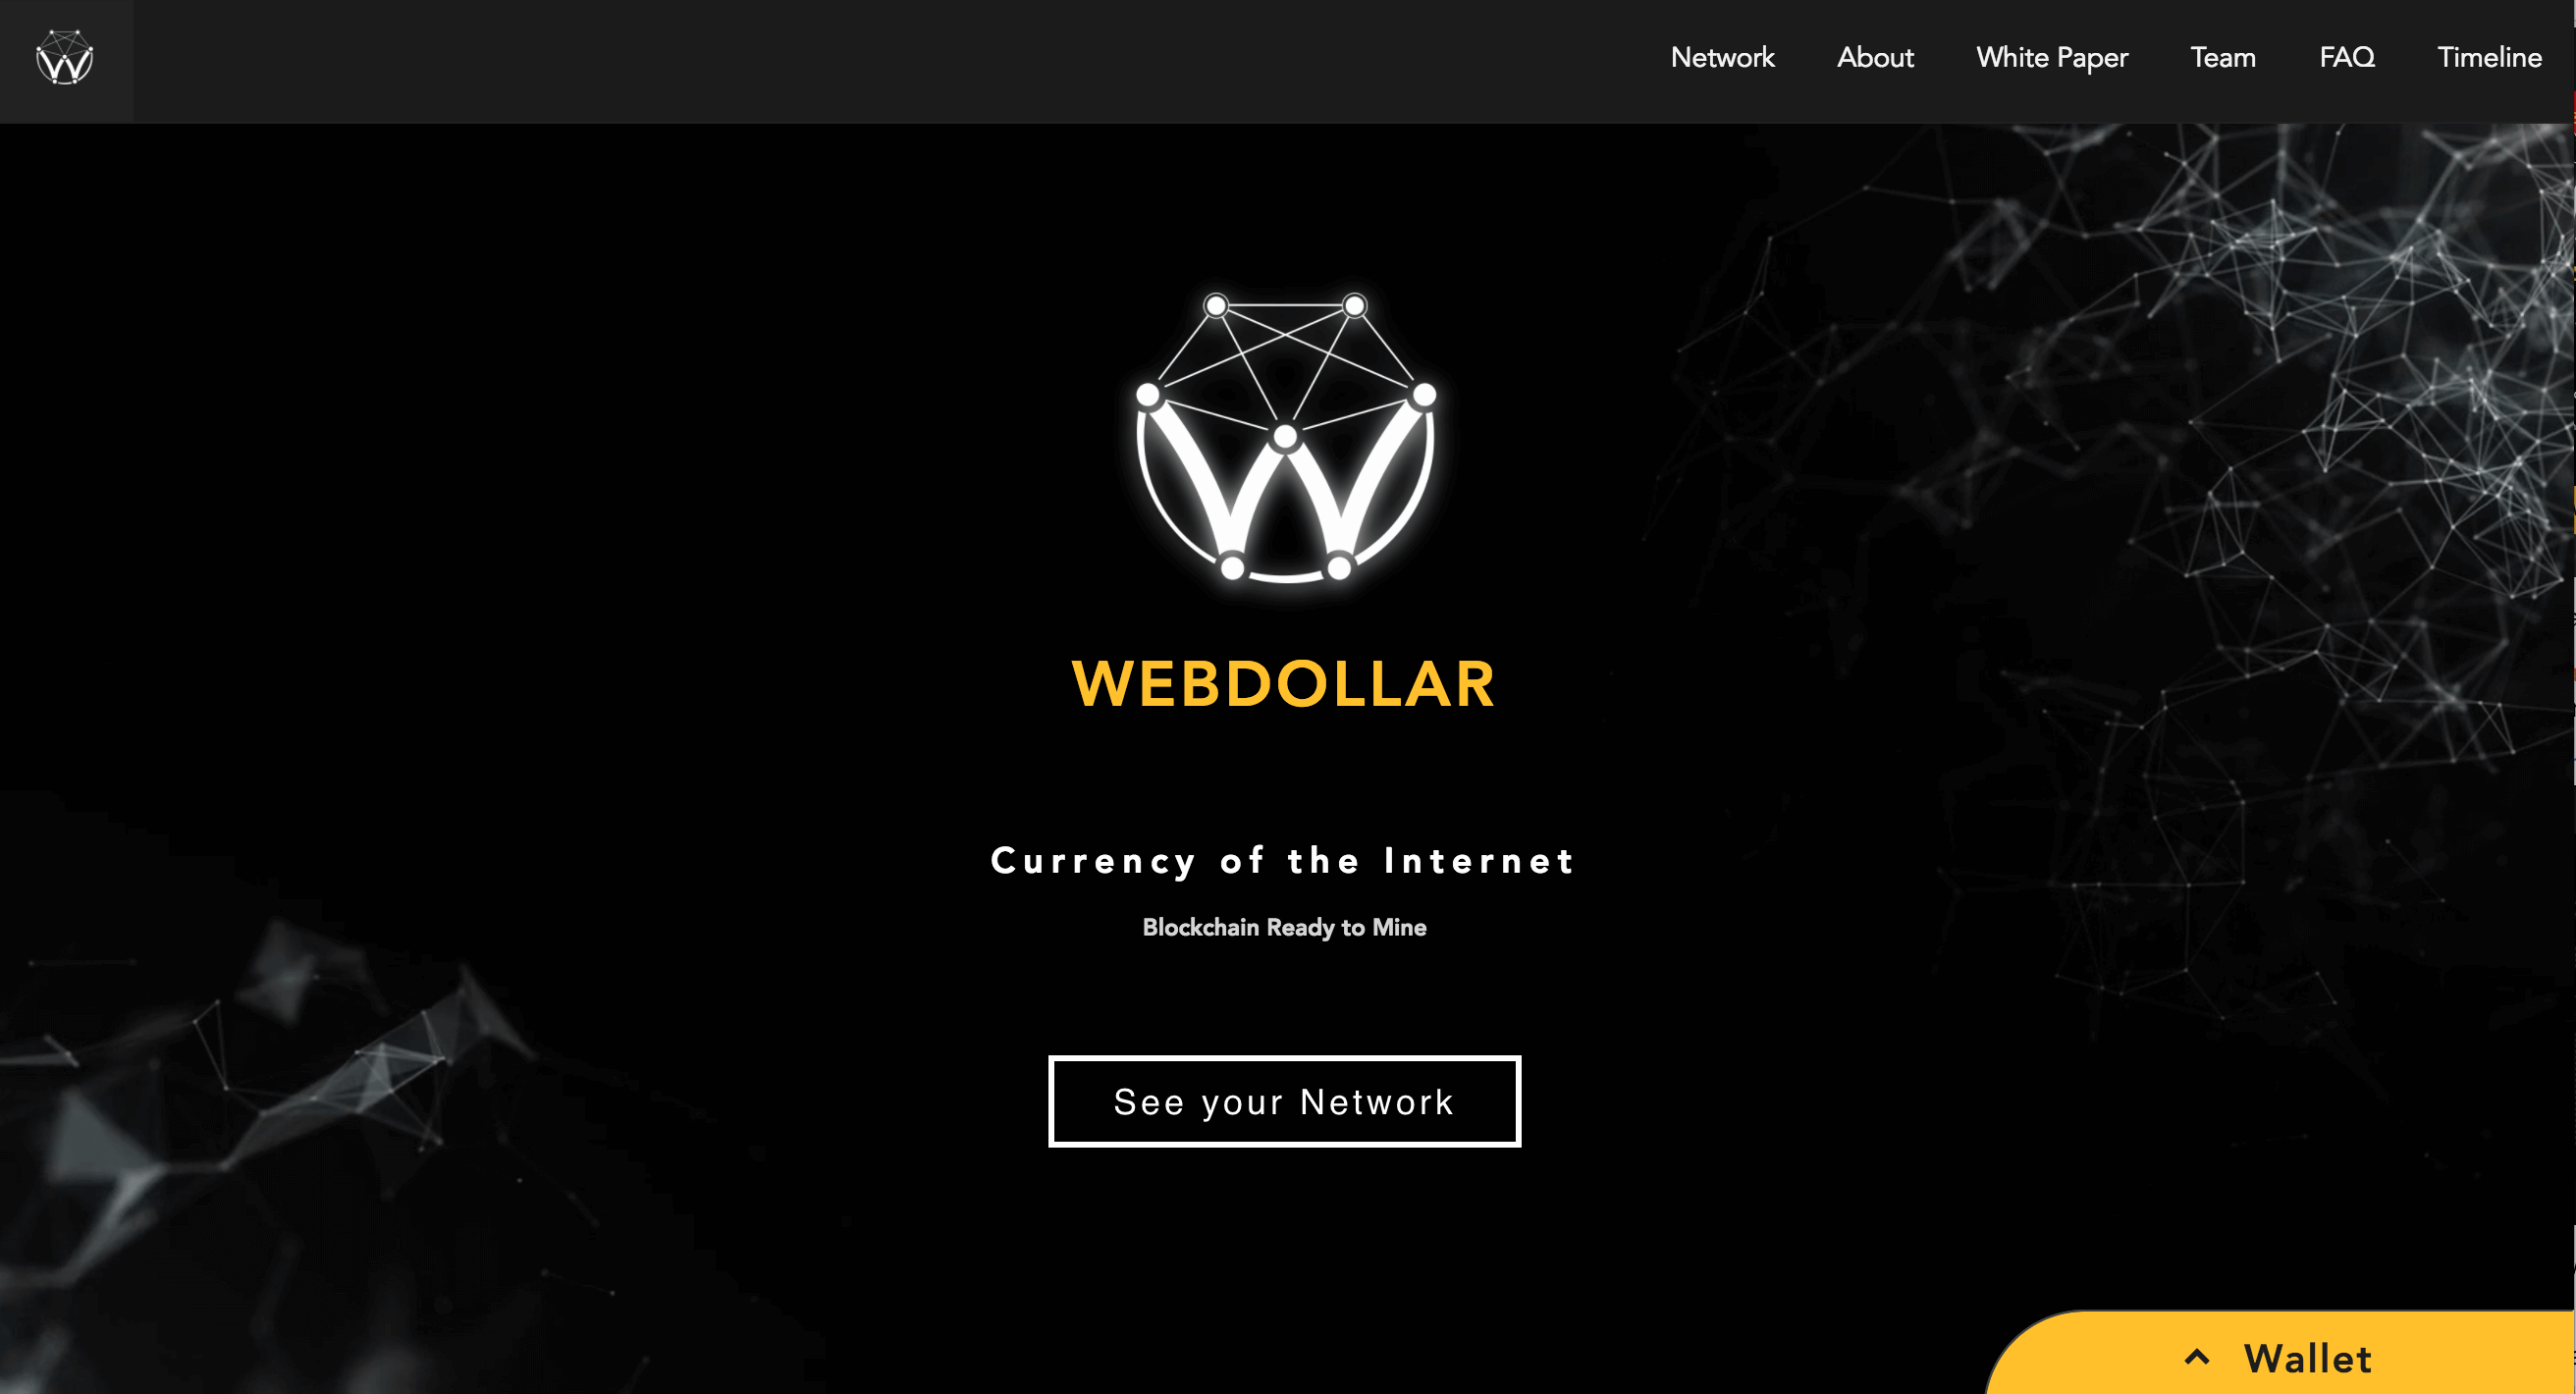 Network About White Paper Team FAQ Timeline
WEBDOLLAR
Currency of the Internet
Blockchain Ready to Mine
See your Network
Wallet